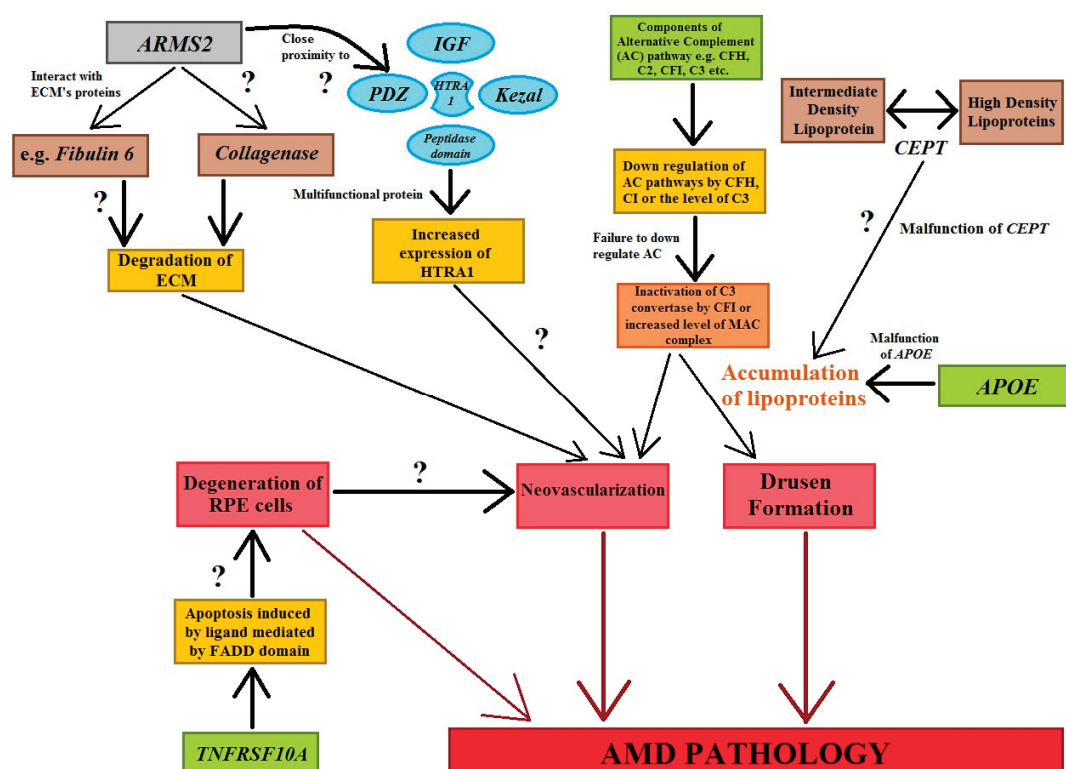 ARMS2
Close
proximity to
?
IGF
PDZ
HTRA
1
Kezal
Peptidase
domain
Components of
Alternative Complement
(AC) pathway e.g. CFH,
C2, CFI, C3 etc.
Intermediate
Density
Lipoprotein
High Density
Lipoproteins
CEPT
Interact with
ECM's proteins
?
e.g. Fibulin 6
Collagenase
Multifunctional protein
Down regulation of
AC pathways by CFH,
CI or the level of C3
?
Malfunction of CEPT
?
Degradation of
ECM
Increased
expression of
HTRA1
Failure to down
regulate AC
Inactivation of C3
convertase by CFI or
increased level of MAC
complex
?
Malfunction
of APOE
Accumulation
of lipoproteins
APOE
Degeneration of
RPE cells
?
Neovascularization
Drusen
Formation
?
Apoptosis induced
by ligand mediated
by FADD domain
TNFRSF10A
AMD PATHOLOGY